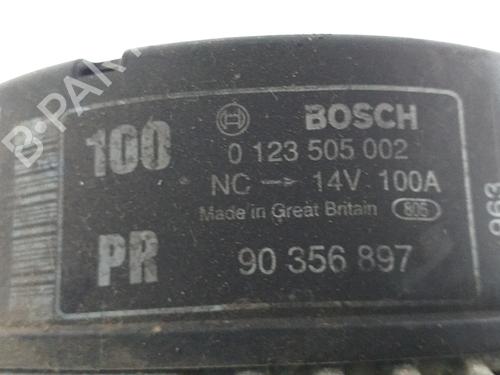 BOSCH
100 0 123 505 002
NC → 14V 100A
Made in Great Britain 805
PR 90 356 897
963
B-PART